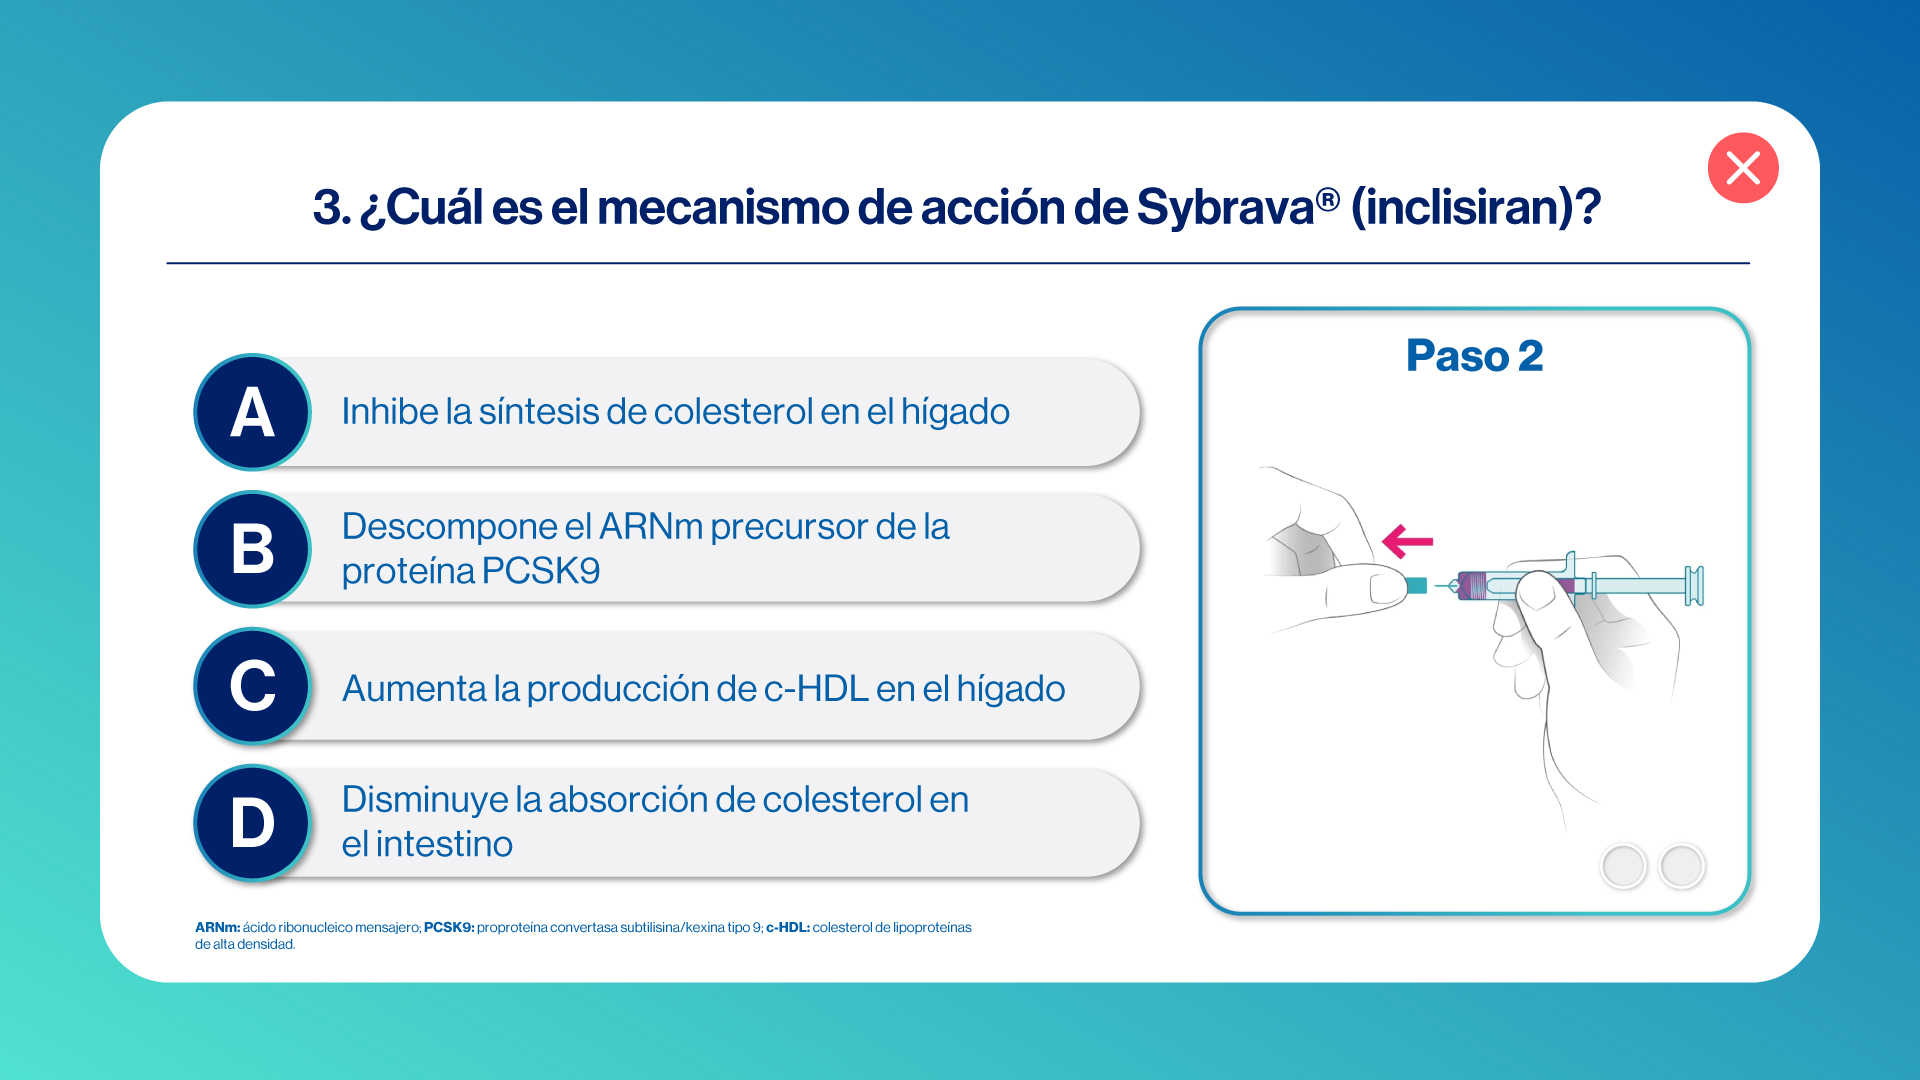 3. ¿Cuál es el mecanismo de acción de Sybrava® (inclisiran)?
A
Inhibe la síntesis de colesterol en el hígado
B
Descompone el ARNm precursor de la
proteína PCSK9
C
Aumenta la producción de c-HDL en el hígado
D
Disminuye la absorción de colesterol en
el intestino
Paso 2
ARNm: ácido ribonucleico mensajero; PCSK9: proproteína convertasa subtilisina/kexina tipo 9; c-HDL: colesterol de lipoproteínas
de alta densidad.